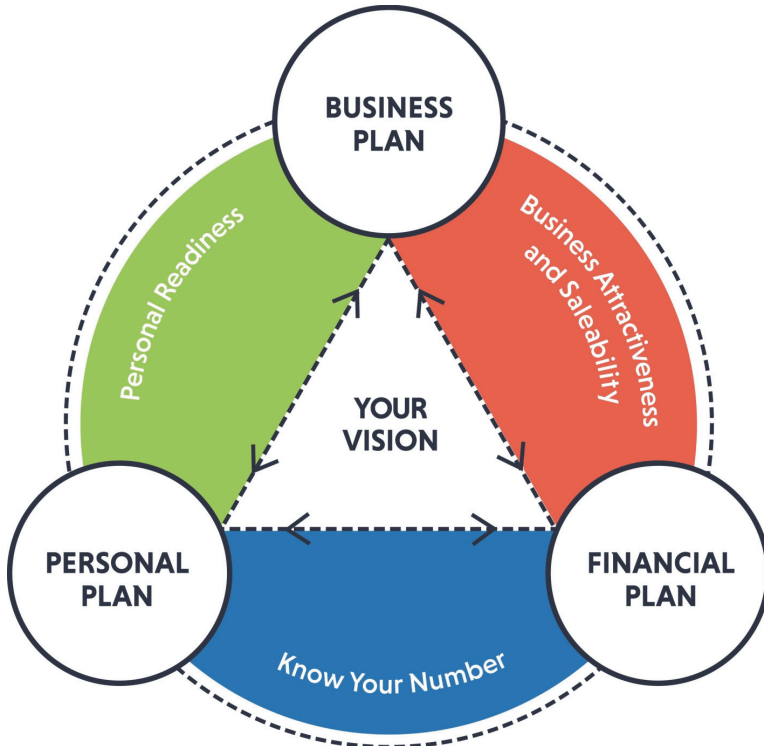 BUSINESS
PLAN
Personal Readiness
Business Attractiveness
and Saleability
YOUR
VISION
PERSONAL
PLAN
FINANCIAL
PLAN
Know Your Number